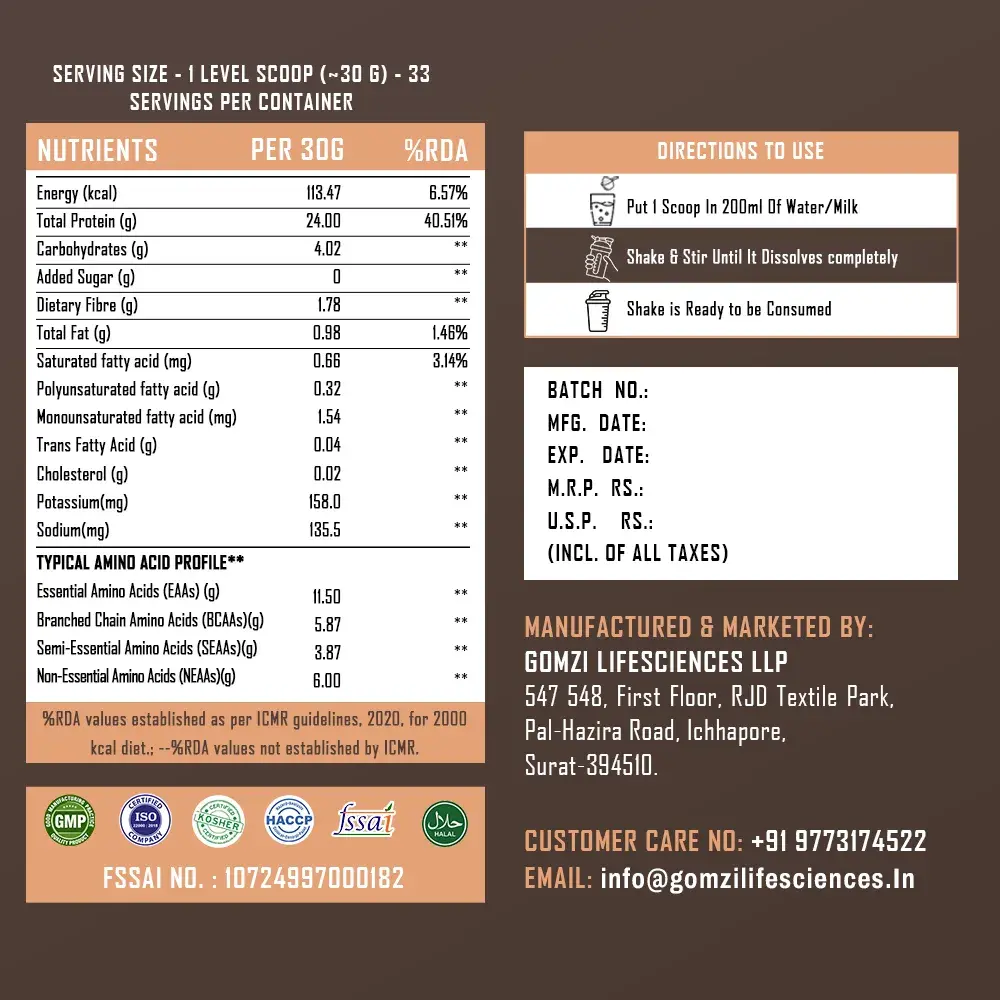 SERVING SIZE - 1 LEVEL SCOOP (~30 G) - 33
SERVINGS PER CONTAINER
NUTRIENTS PER 30G %RDA
Energy (kcal) 113.47 6.57%
Total Protein (g) 24.00 40.51%
Carbohydrates (g) 4.02 **
Added Sugar (g) 0 **
Dietary Fibre (g) 1.78 **
Total Fat (g) 0.98 1.46%
Saturated fatty acid (mg) 0.66 3.14%
Polyunsaturated fatty acid (g) 0.32 **
Monounsaturated fatty acid (mg) 1.54 **
Trans Fatty Acid (g) 0.04 **
Cholesterol (g) 0.02 **
Potassium(mg) 158.0 **
Sodium(mg) 135.5 **
TYPICAL AMINO ACID PROFILE**
Essential Amino Acids (EAAs) (g) 11.50 **
Branched Chain Amino Acids (BCAAs)(g) 5.87 **
Semi-Essential Amino Acids (SEAAs)(g) 3.87 **
Non-Essential Amino Acids (NEAAs)(g) 6.00 **
%RDA values established as per ICMR guidelines, 2020, for 2000
kcal diet.; --%RDA values not established by ICMR.
GOOD MANUFACTURING PRACTICE
GMP
QUALITY PRODUCT
CERTIFIED
ISO
COMPANY
CERTIFIED
KOSHER
CERTIFIED
HACCP
fssai
حلال
HALAL
FSSAI NO. : 10724997000182
DIRECTIONS TO USE
Put 1 Scoop In 200ml Of Water/Milk
Shake & Stir Until It Dissolves completely
Shake is Ready to be Consumed
BATCH NO.:
MFG. DATE:
EXP. DATE:
M.R.P. RS.:
U.S.P. RS.:
(INCL. OF ALL TAXES)
MANUFACTURED & MARKETED BY:
GOMZI LIFESCIENCES LLP
547 548, First Floor, RJD Textile Park,
Pal-Hazira Road, Ichhapore,
Surat-394510.
CUSTOMER CARE NO: +91 9773174522
EMAIL: info@gomzilifesciences.In